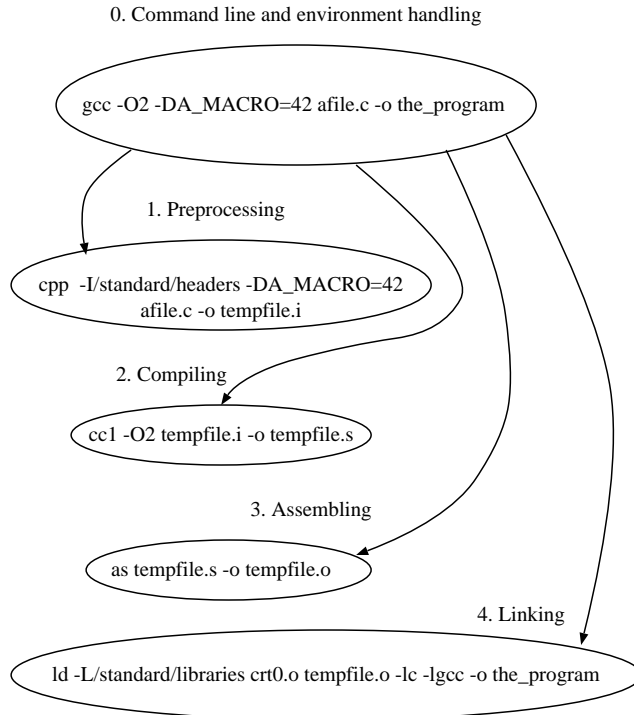 0. Command line and environment handling
gcc -O2 -DA_MACRO=42 afile.c -o the_program
1. Preprocessing
cpp  -I/standard/headers -DA_MACRO=42
afile.c -o tempfile.i
2. Compiling
cc1 -O2 tempfile.i -o tempfile.s
3. Assembling
as tempfile.s -o tempfile.o
4. Linking
ld -L/standard/libraries crt0.o tempfile.o -lc -lgcc -o the_program